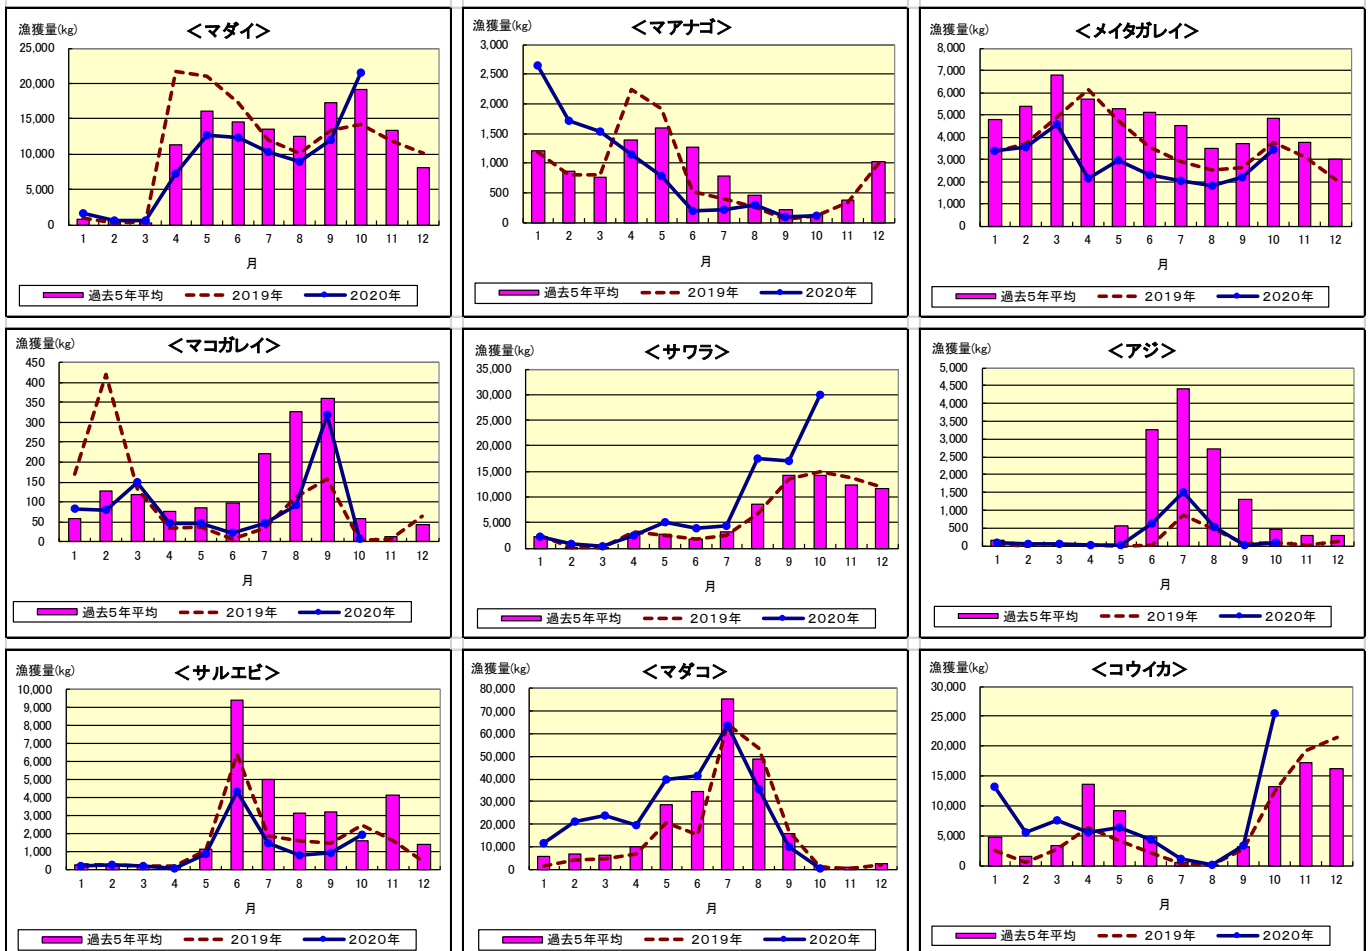 漁獲量(kg)
＜マダイ＞
25,000
20,000
15,000
10,000
5,000
0
1 2 3 4 5 6 7 8 9 10 11 12
月
過去5年平均 2019年 2020年
漁獲量(kg)
＜マアナゴ＞
3,000
2,500
2,000
1,500
1,000
500
0
1 2 3 4 5 6 7 8 9 10 11 12
月
過去5年平均 2019年 2020年
漁獲量(kg)
＜メイタガレイ＞
8,000
7,000
6,000
5,000
4,000
3,000
2,000
1,000
0
1 2 3 4 5 6 7 8 9 10 11 12
月
過去5年平均 2019年 2020年
漁獲量(kg)
＜マコガレイ＞
450
400
350
300
250
200
150
100
50
0
1 2 3 4 5 6 7 8 9 10 11 12
月
過去5年平均 2019年 2020年
漁獲量(kg)
＜サワラ＞
35,000
30,000
25,000
20,000
15,000
10,000
5,000
0
1 2 3 4 5 6 7 8 9 10 11 12
月
過去5年平均 2019年 2020年
漁獲量(kg)
＜アジ＞
5,000
4,500
4,000
3,500
3,000
2,500
2,000
1,500
1,000
500
0
1 2 3 4 5 6 7 8 9 10 11 12
月
過去5年平均 2019年 2020年
漁獲量(kg)
＜サルエビ＞
10,000
9,000
8,000
7,000
6,000
5,000
4,000
3,000
2,000
1,000
0
1 2 3 4 5 6 7 8 9 10 11 12
月
過去5年平均 2019年 2020年
漁獲量(kg)
＜マダコ＞
80,000
70,000
60,000
50,000
40,000
30,000
20,000
10,000
0
1 2 3 4 5 6 7 8 9 10 11 12
月
過去5年平均 2019年 2020年
漁獲量(kg)
＜コウイカ＞
30,000
25,000
20,000
15,000
10,000
5,000
0
1 2 3 4 5 6 7 8 9 10 11 12
月
過去5年平均 2019年 2020年